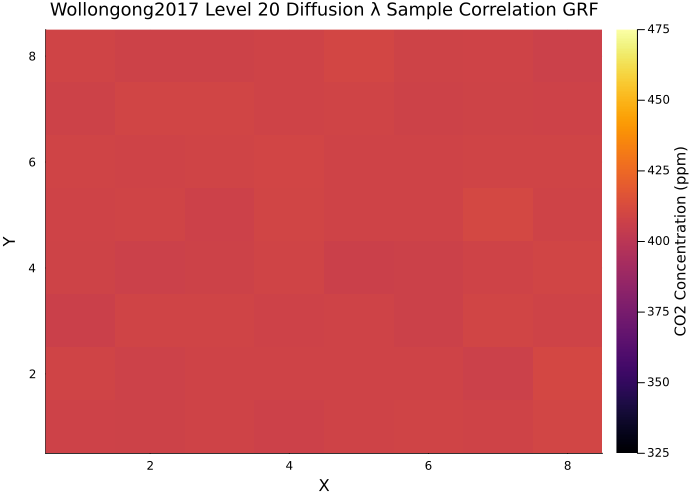 Wollongong2017 Level 20 Diffusion λ Sample Correlation GRF
8
6
4
2
Y
2 4 6 8
X
475
450
425
400
375
350
325
CO2 Concentration (ppm)